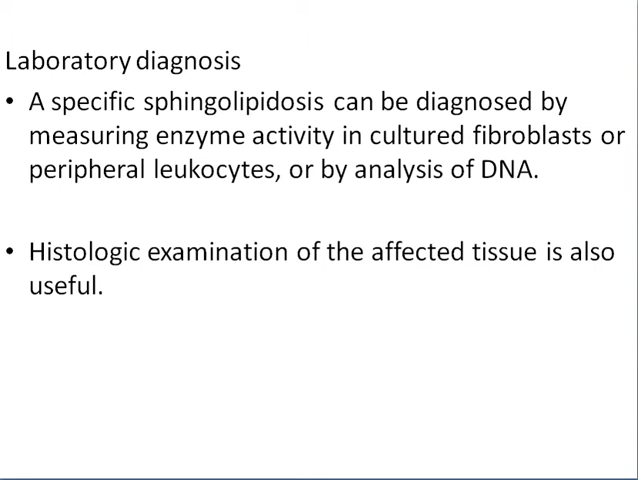 Laboratory diagnosis
• A specific sphingolipidosis can be diagnosed by
measuring enzyme activity in cultured fibroblasts or
peripheral leukocytes, or by analysis of DNA.
• Histologic examination of the affected tissue is also
useful.